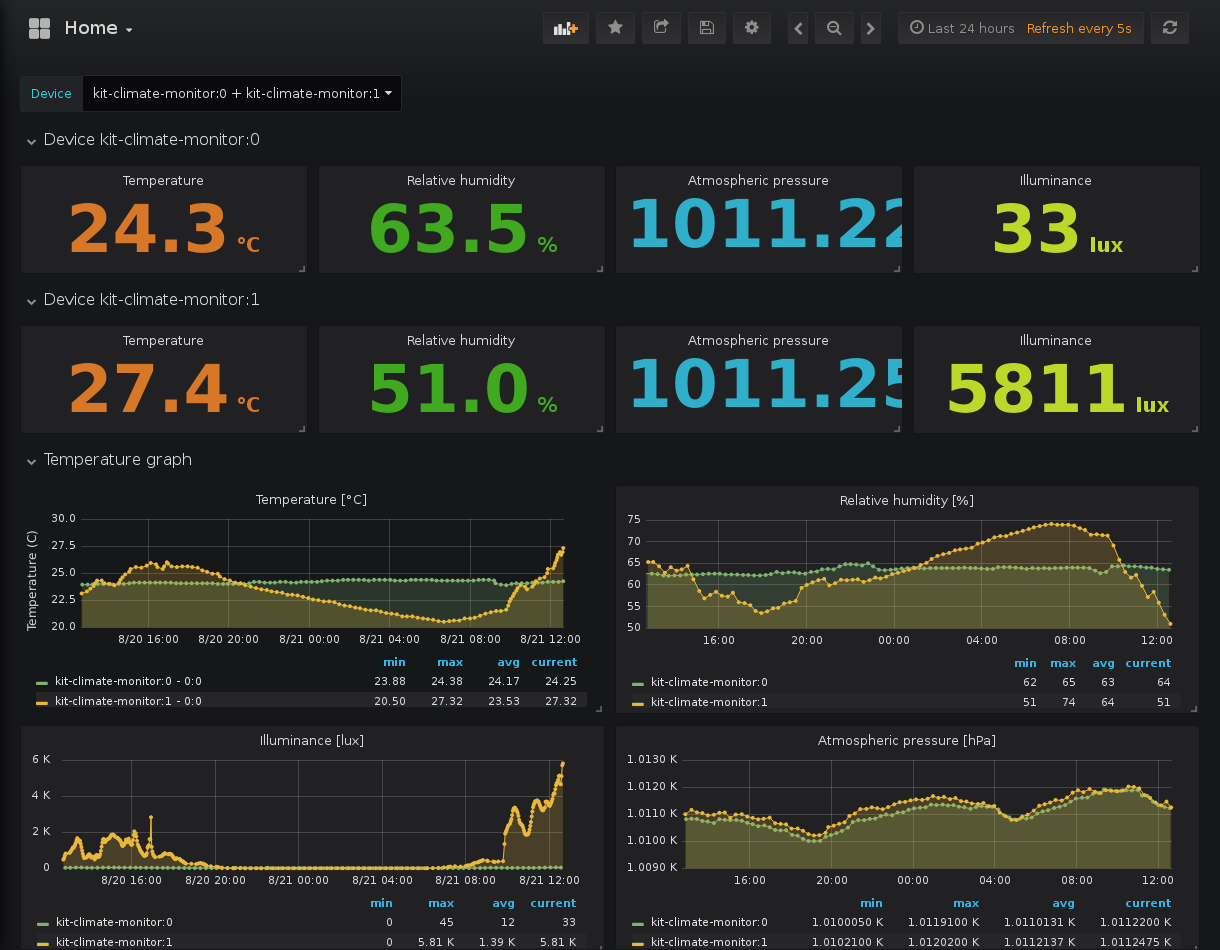 Home
Last 24 hours Refresh every 5s
Device kit-climate-monitor:0 + kit-climate-monitor:1
Device kit-climate-monitor:0
Temperature Relative humidity Atmospheric pressure Illuminance
24.3 °C 63.5 % 1011.22 33 lux
Device kit-climate-monitor:1
Temperature Relative humidity Atmospheric pressure Illuminance
27.4 °C 51.0 % 1011.25 5811 lux
Temperature graph
Temperature [°C]
Temperature (C)
30.0
27.5
25.0
22.5
20.0
8/20 16:00 8/20 20:00 8/21 00:00 8/21 04:00 8/21 08:00 8/21 12:00
min max avg current
kit-climate-monitor:0 - 0:0 23.88 24.38 24.17 24.25
kit-climate-monitor:1 - 0:0 20.50 27.32 23.53 27.32
Relative humidity [%]
75
70
65
60
55
50
16:00 20:00 00:00 04:00 08:00 12:00
min max avg current
kit-climate-monitor:0 62 65 63 64
kit-climate-monitor:1 51 74 64 51
Illuminance [lux]
6 K
4 K
2 K
0
8/20 16:00 8/20 20:00 8/21 00:00 8/21 04:00 8/21 08:00 8/21 12:00
min max avg current
kit-climate-monitor:0 0 45 12 33
kit-climate-monitor:1 0 5.81 K 1.39 K 5.81 K
Atmospheric pressure [hPa]
1.0130 K
1.0120 K
1.0110 K
1.0100 K
1.0090 K
16:00 20:00 00:00 04:00 08:00 12:00
min max avg current
kit-climate-monitor:0 1.0100050 K 1.0119100 K 1.0110131 K 1.0112200 K
kit-climate-monitor:1 1.0102100 K 1.0120200 K 1.0112137 K 1.0112475 K